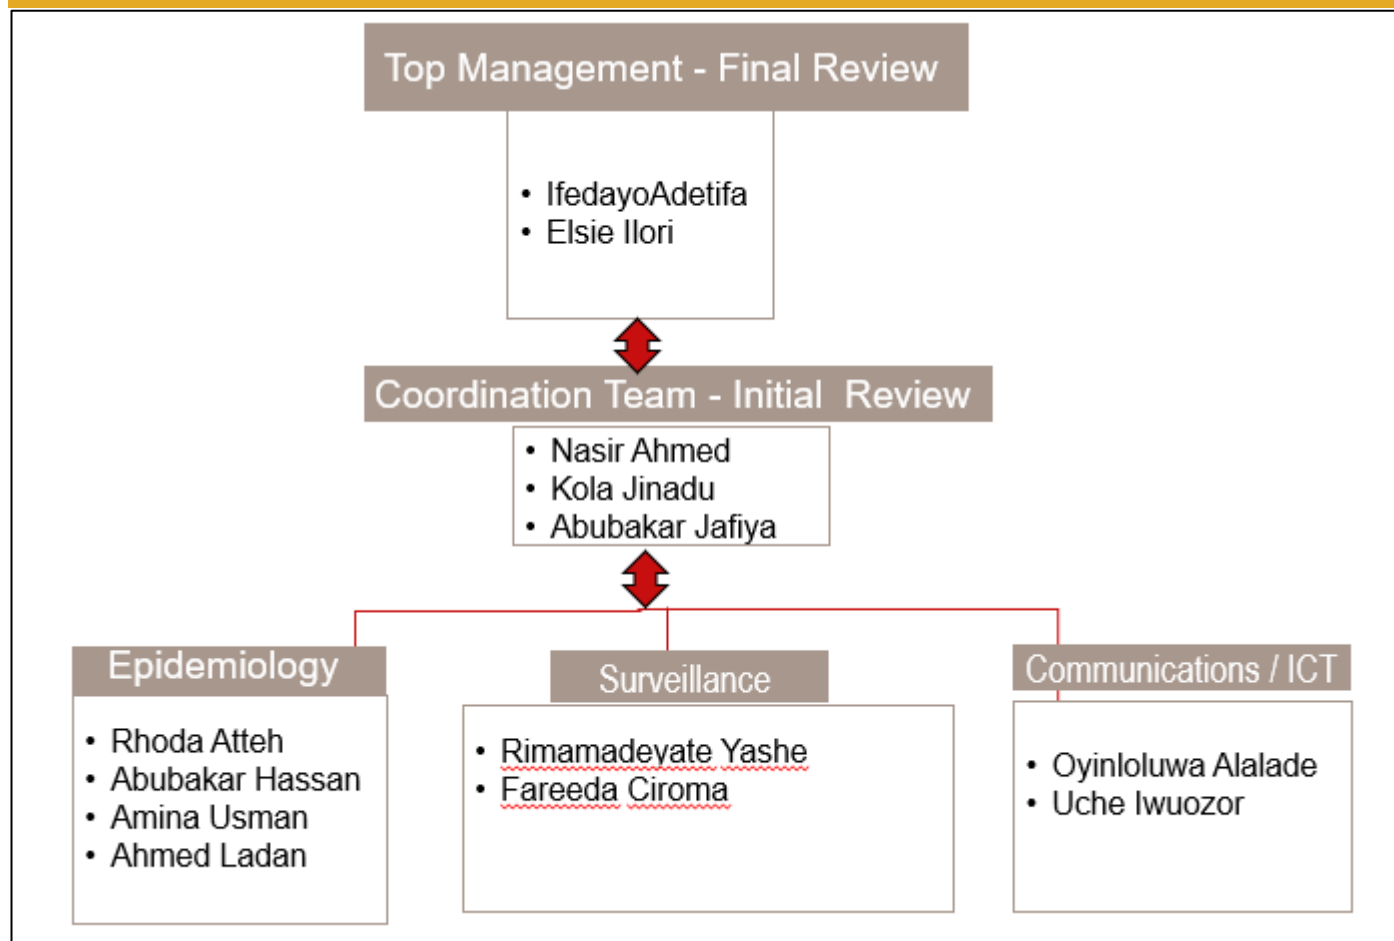 Top Management - Final Review
• IfedayoAdetifa
• Elsie Ilori
Coordination Team - Initial  Review
• Nasir Ahmed
• Kola Jinadu
• Abubakar Jafiya
Epidemiology
• Rhoda Atteh
• Abubakar Hassan
• Amina Usman
• Ahmed Ladan
Surveillance
• Rimamadeyate Yashe
• Fareeda Ciroma
Communications / ICT
• Oyinloluwa Alalade
• Uche Iwuozor